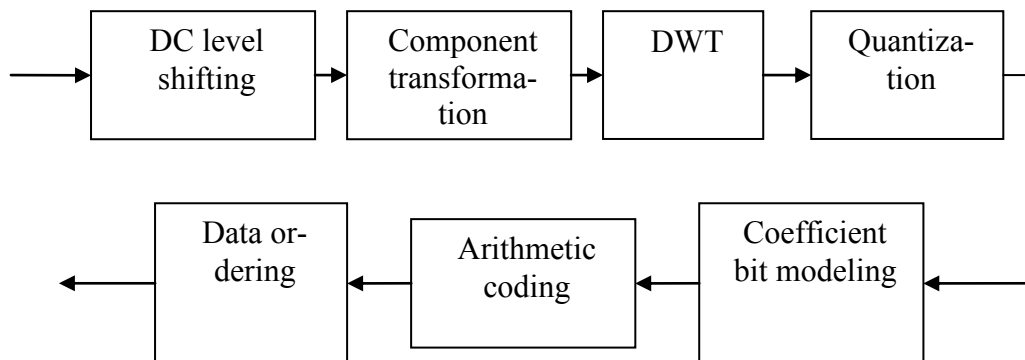 DC level
shifting
Component
transforma-
tion
DWT
Quantiza-
tion
Data or-
dering
Arithmetic
coding
Coefficient
bit modeling